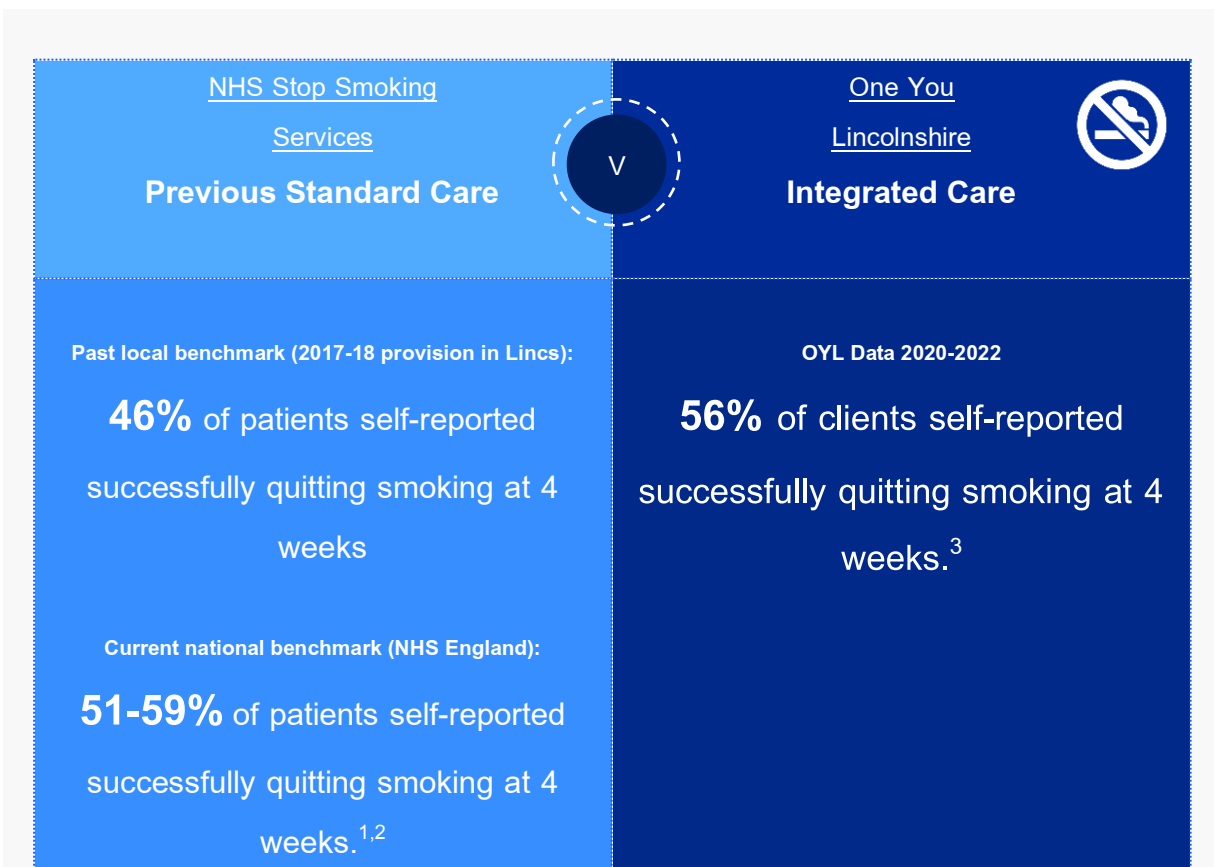 NHS Stop Smoking
Services
Previous Standard Care
V
One You
Lincolnshire
Integrated Care
Past local benchmark (2017-18 provision in Lincs):
46% of patients self-reported
successfully quitting smoking at 4
weeks
Current national benchmark (NHS England):
51-59% of patients self-reported
successfully quitting smoking at 4
weeks.1,2
OYL Data 2020-2022
56% of clients self-reported
successfully quitting smoking at 4
weeks.3